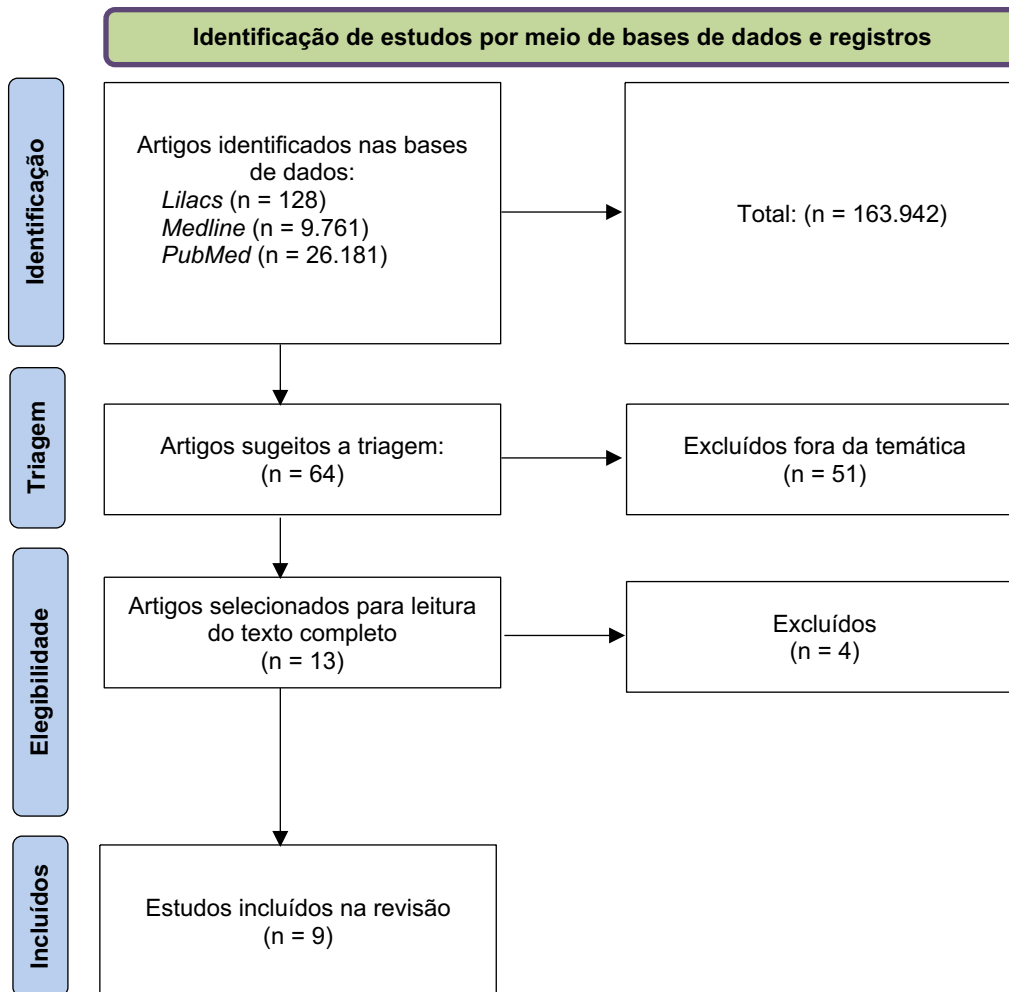 Identificação de estudos por meio de bases de dados e registros
Identificação
Artigos identificados nas bases
de dados:
Lilacs (n = 128)
Medline (n = 9.761)
PubMed (n = 26.181)
Total: (n = 163.942)
Triagem
Artigos sugeitos a triagem:
(n = 64)
Excluídos fora da temática
(n = 51)
Elegibilidade
Artigos selecionados para leitura
do texto completo
(n = 13)
Excluídos
(n = 4)
Incluídos
Estudos incluídos na revisão
(n = 9)